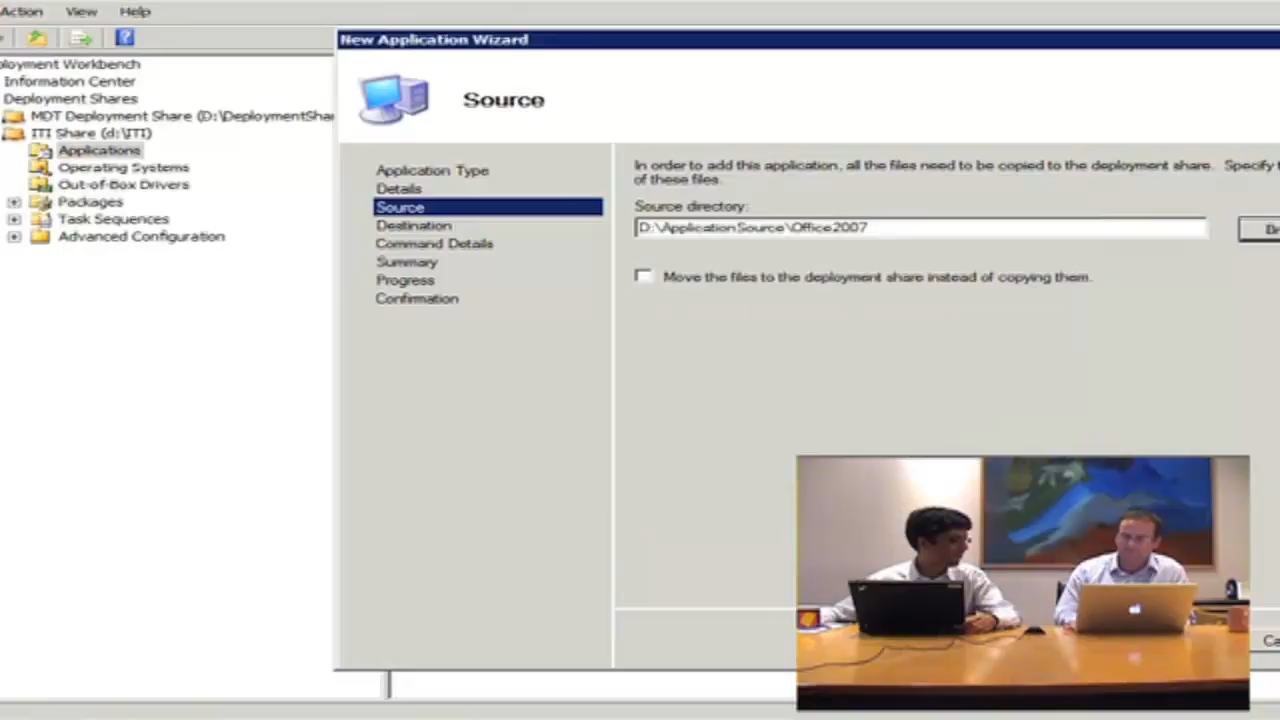 Action View Help
ployment Workbench
Information Center
Deployment Shares
MDT Deployment Share (D:\DeploymentShar
ITI Share (d:\ITI)
Applications
Operating Systems
Out-of-Box Drivers
Packages
Task Sequences
Advanced Configuration
New Application Wizard
Source
Application Type
Details
Source
Destination
Command Details
Summary
Progress
Confirmation
In order to add this application, all the files need to be copied to the deployment share. Specify t
of these files.
Source directory:
D:\ApplicationSource\Office2007
Br
Move the files to the deployment share instead of copying them.
Ca